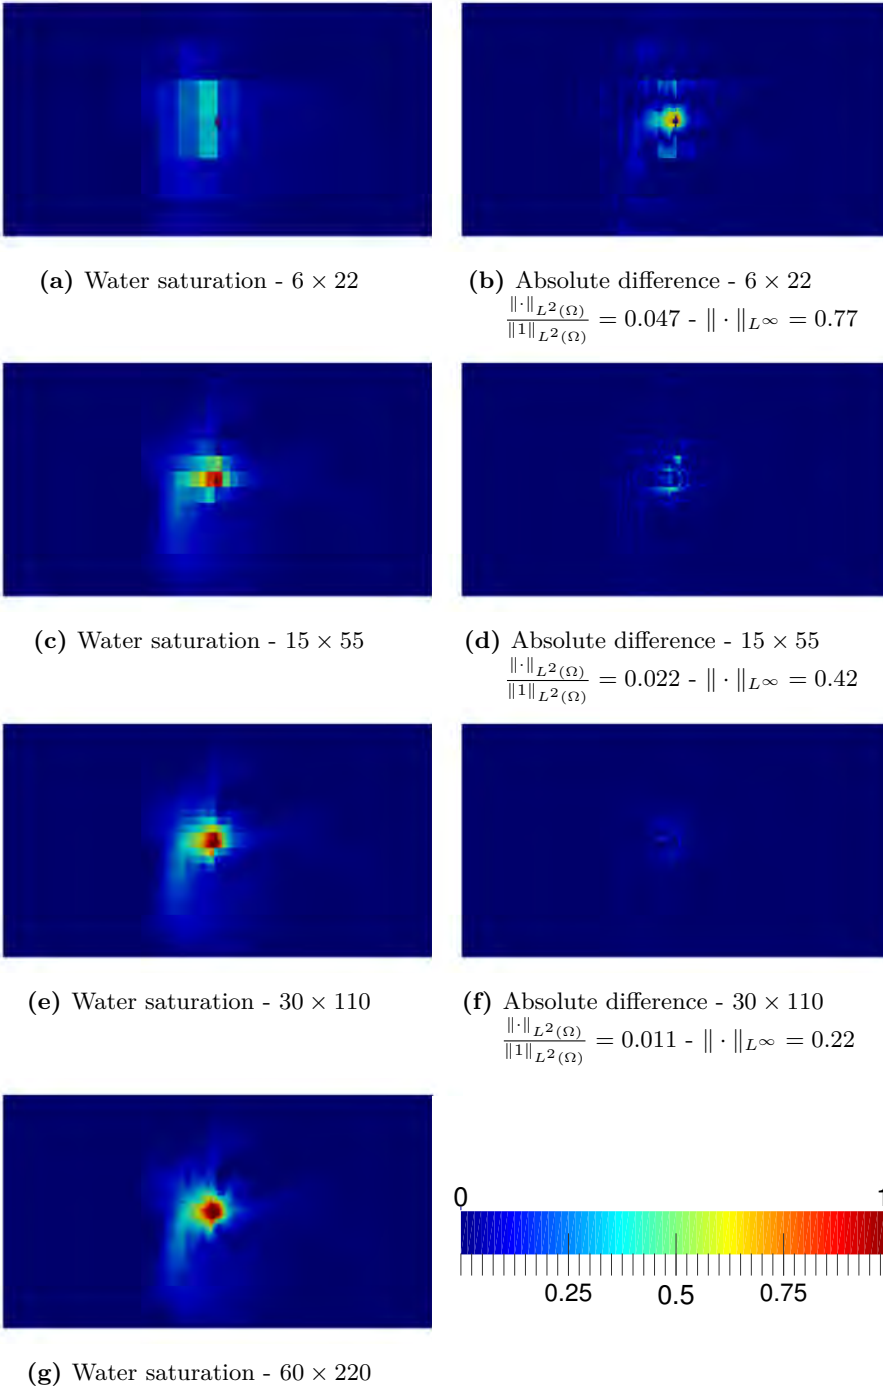 (a) Water saturation - 6 × 22
(b) Absolute difference - 6 × 22
‖·‖L²(Ω) / ‖1‖L²(Ω) = 0.047 - ‖ · ‖L∞ = 0.77
(c) Water saturation - 15 × 55
(d) Absolute difference - 15 × 55
‖·‖L²(Ω) / ‖1‖L²(Ω) = 0.022 - ‖ · ‖L∞ = 0.42
(e) Water saturation - 30 × 110
(f) Absolute difference - 30 × 110
‖·‖L²(Ω) / ‖1‖L²(Ω) = 0.011 - ‖ · ‖L∞ = 0.22
0 1
0.25 0.5 0.75
(g) Water saturation - 60 × 220